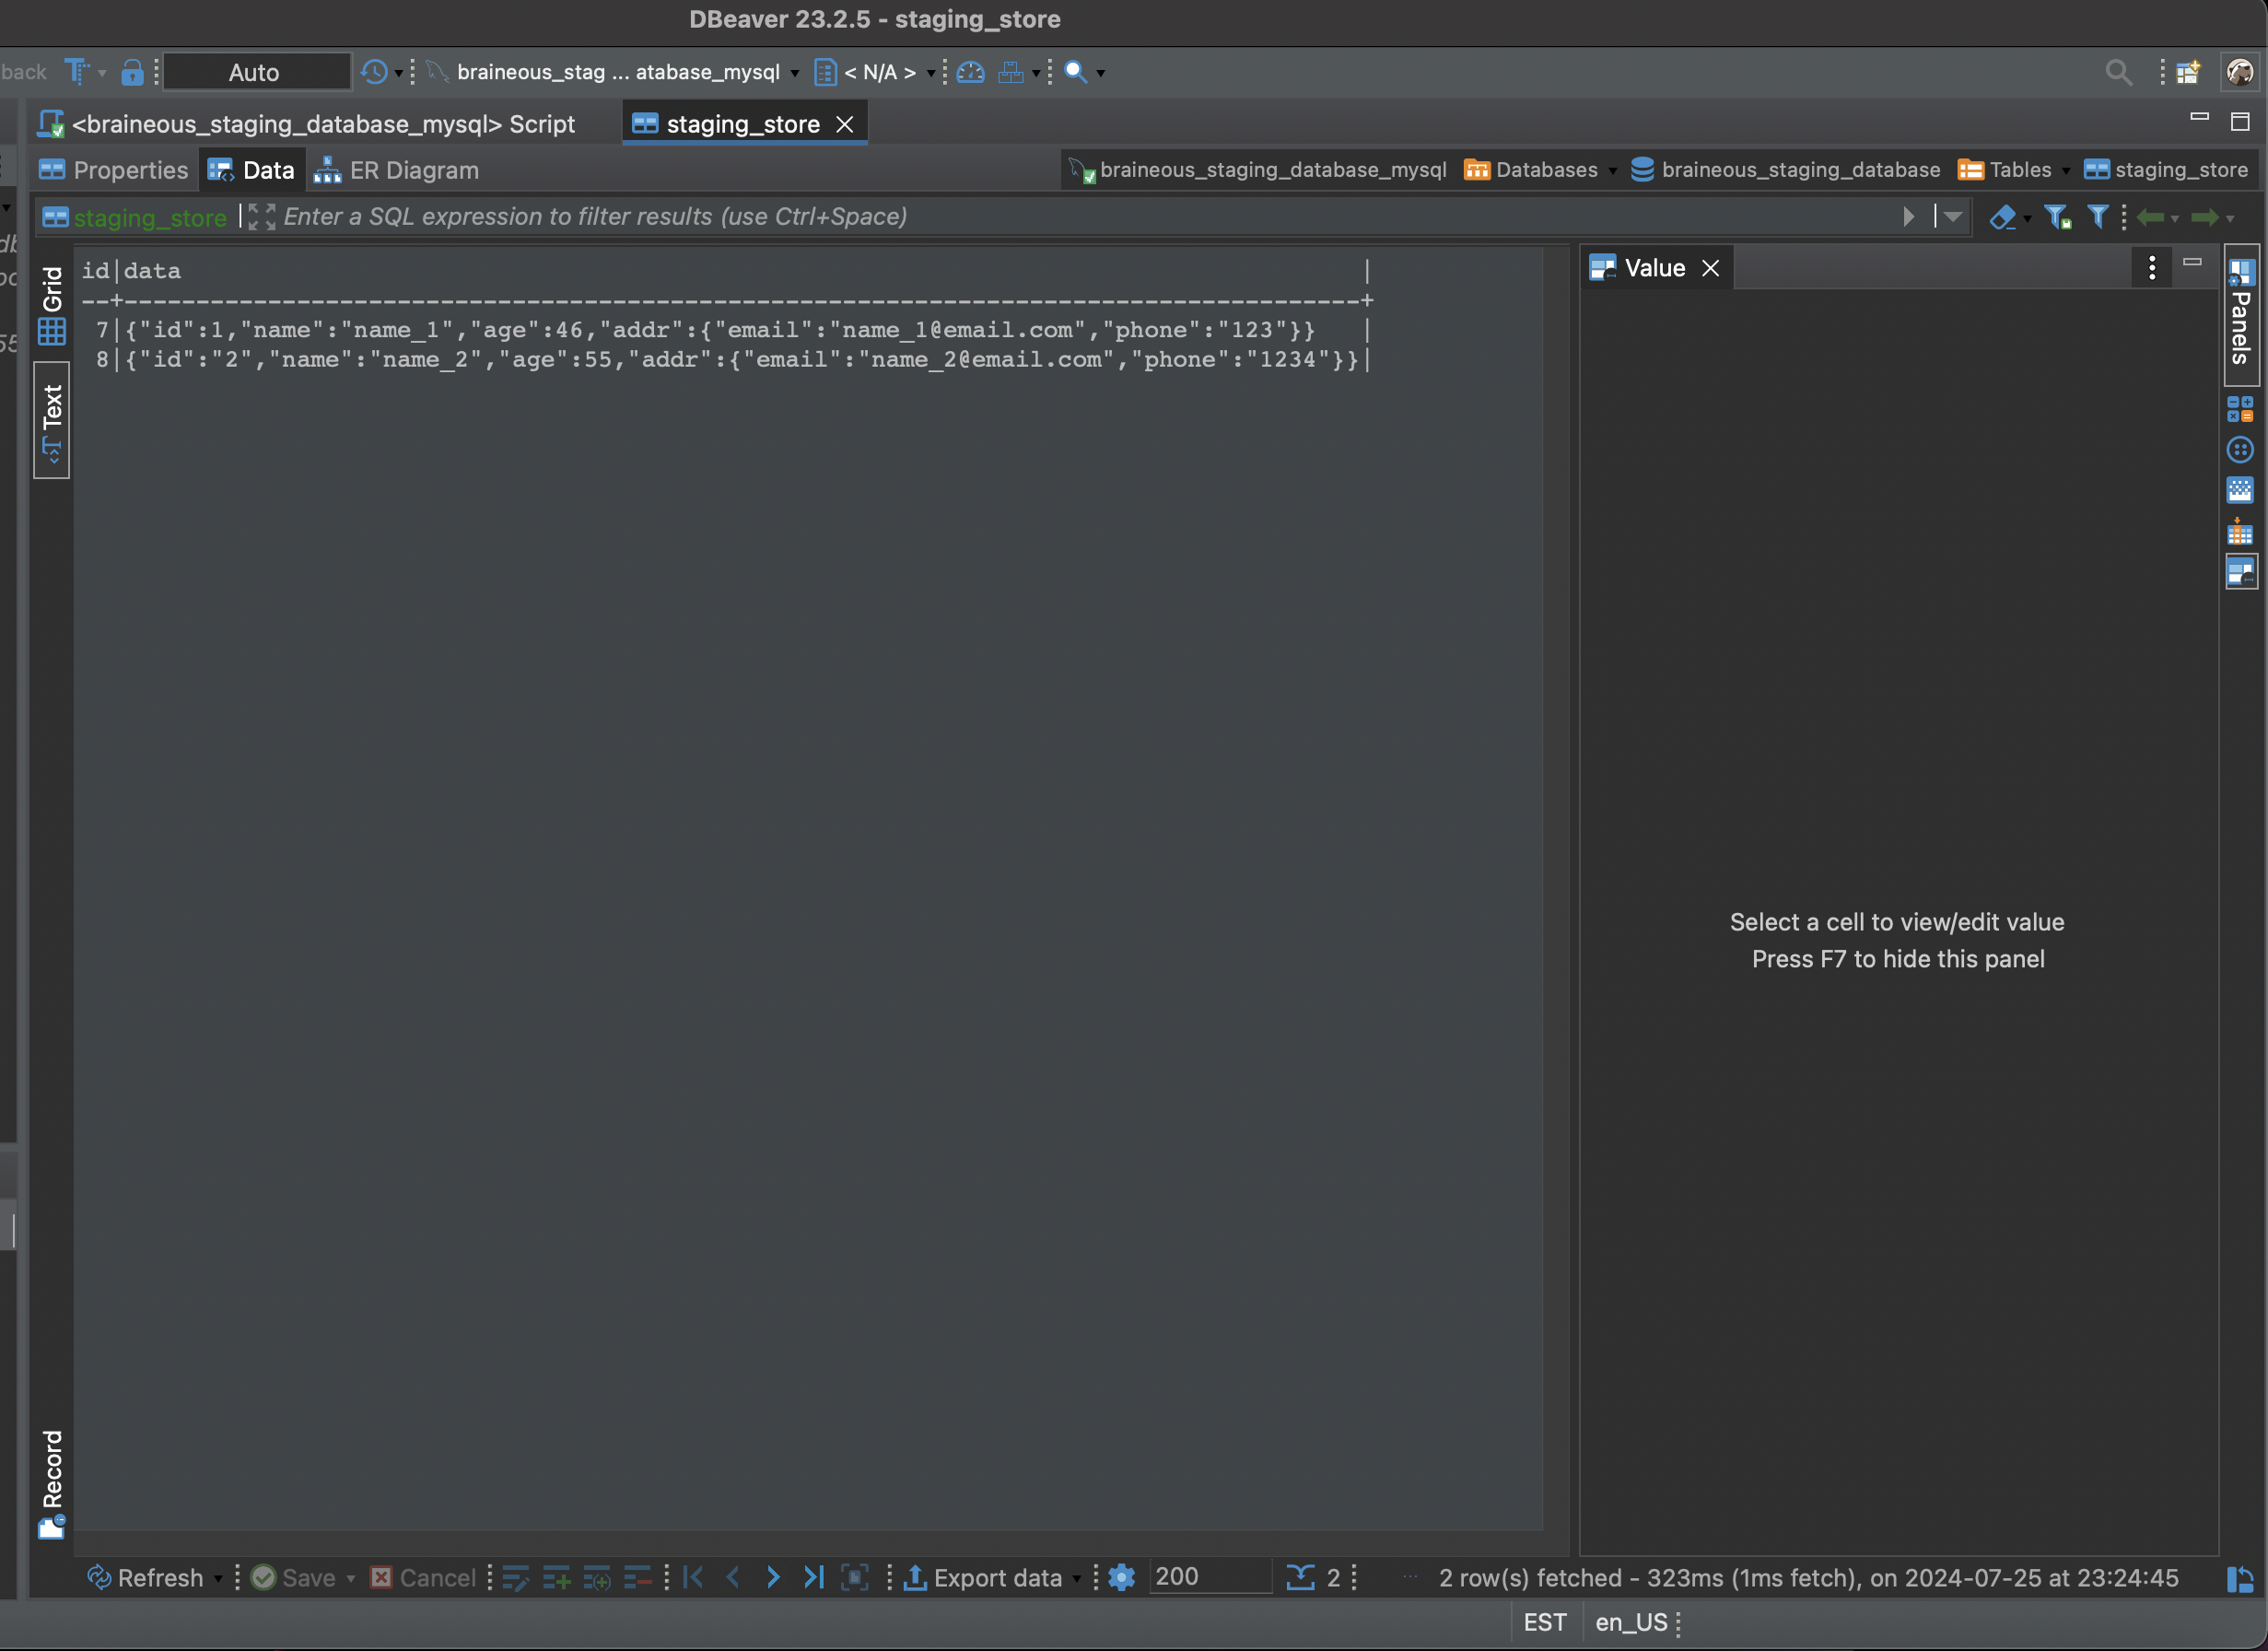 DBeaver 23.2.5 - staging_store
back
Auto
braineous_stag ... atabase_mysql
< N/A >
<braineous_staging_database_mysql> Script
staging_store
Properties
Data
ER Diagram
braineous_staging_database_mysql
Databases
braineous_staging_database
Tables
staging_store
staging_store
Enter a SQL expression to filter results (use Ctrl+Space)
Grid
Text
Record
id|data |
--+--------------------------------------------------------------------------------------+
7|{"id":1,"name":"name_1","age":46,"addr":{"email":"name_1@email.com","phone":"123"}} |
8|{"id":"2","name":"name_2","age":55,"addr":{"email":"name_2@email.com","phone":"1234"}}|
Value
Panels
Select a cell to view/edit value
Press F7 to hide this panel
Refresh
Save
Cancel
Export data
200
2
2 row(s) fetched - 323ms (1ms fetch), on 2024-07-25 at 23:24:45
EST
en_US